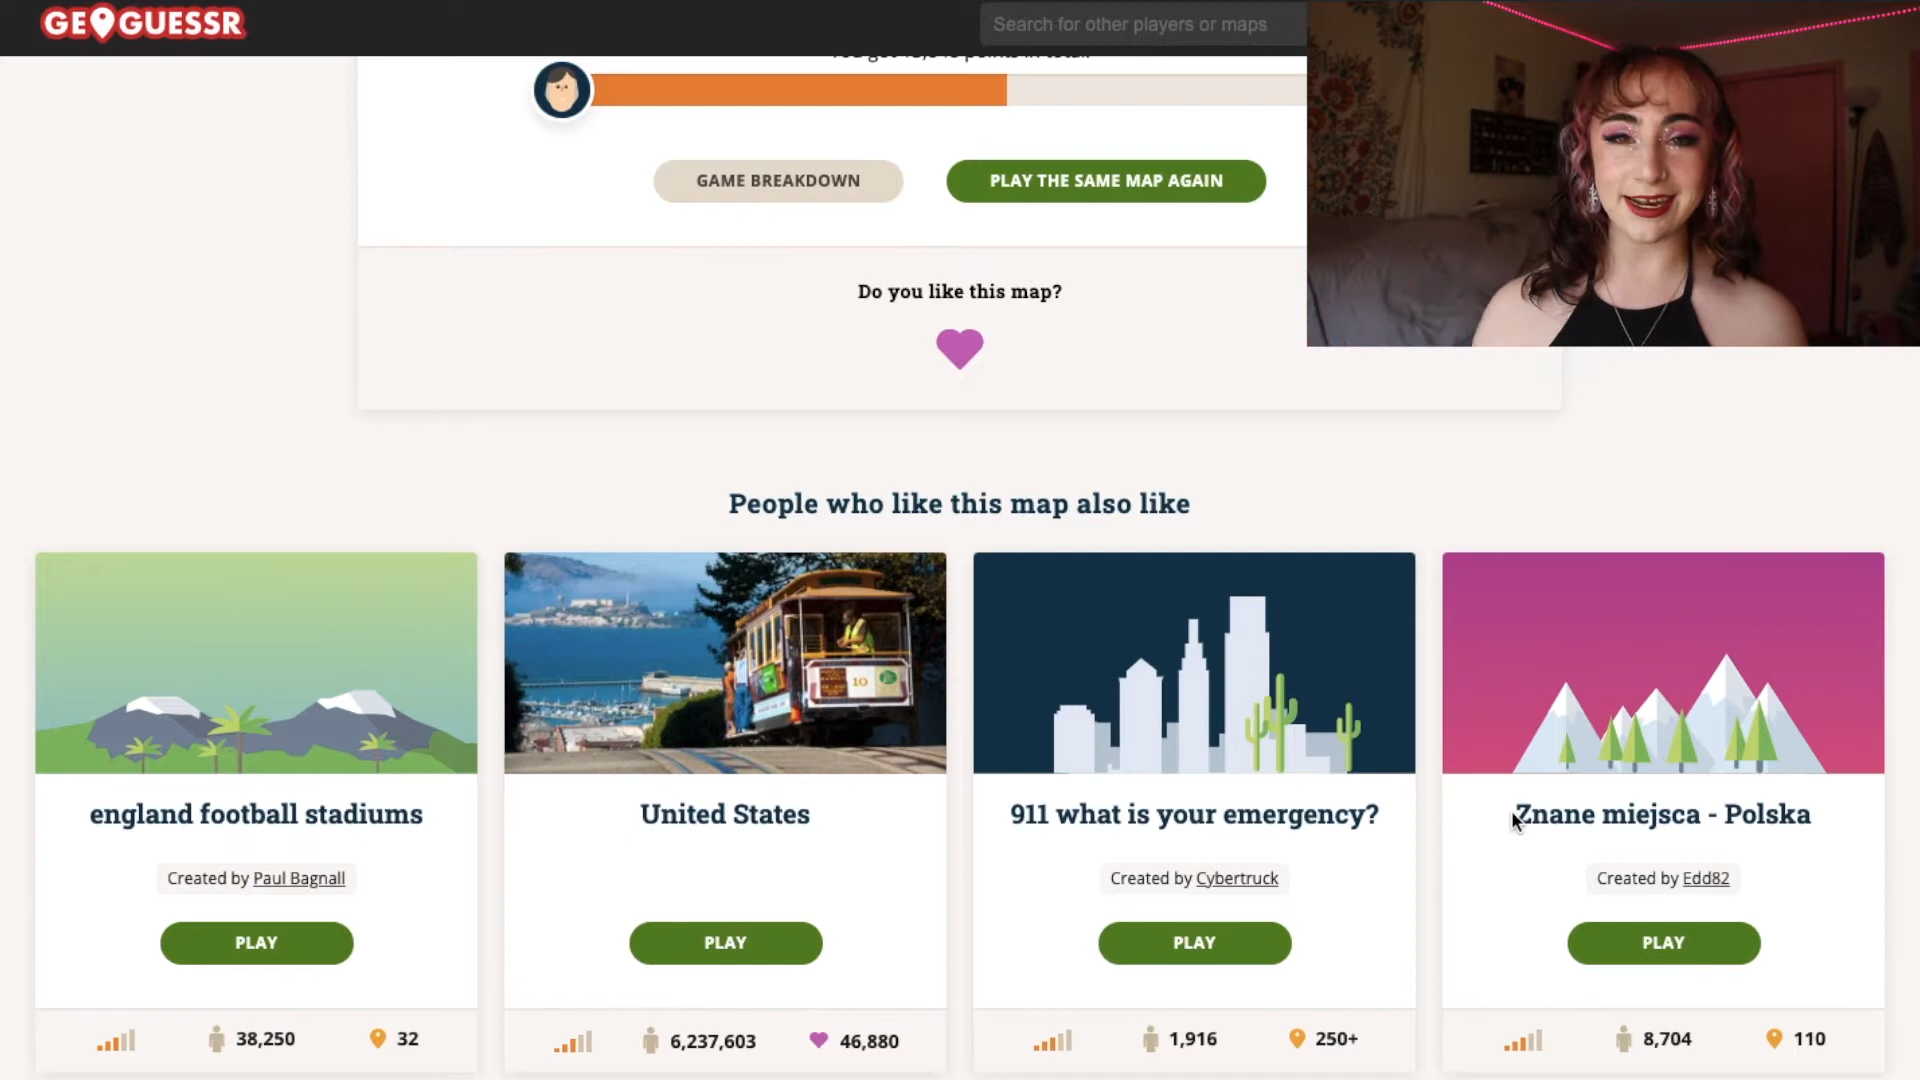 GEOGUESSR
Search for other players or maps
GAME BREAKDOWN
PLAY THE SAME MAP AGAIN
Do you like this map?
People who like this map also like
10
england football stadiums
United States
911 what is your emergency?
Znane miejsca - Polska
Created by Paul Bagnall
Created by Cybertruck
Created by Edd82
PLAY
PLAY
PLAY
PLAY
38,250
32
6,237,603
46,880
1,916
250+
8,704
110